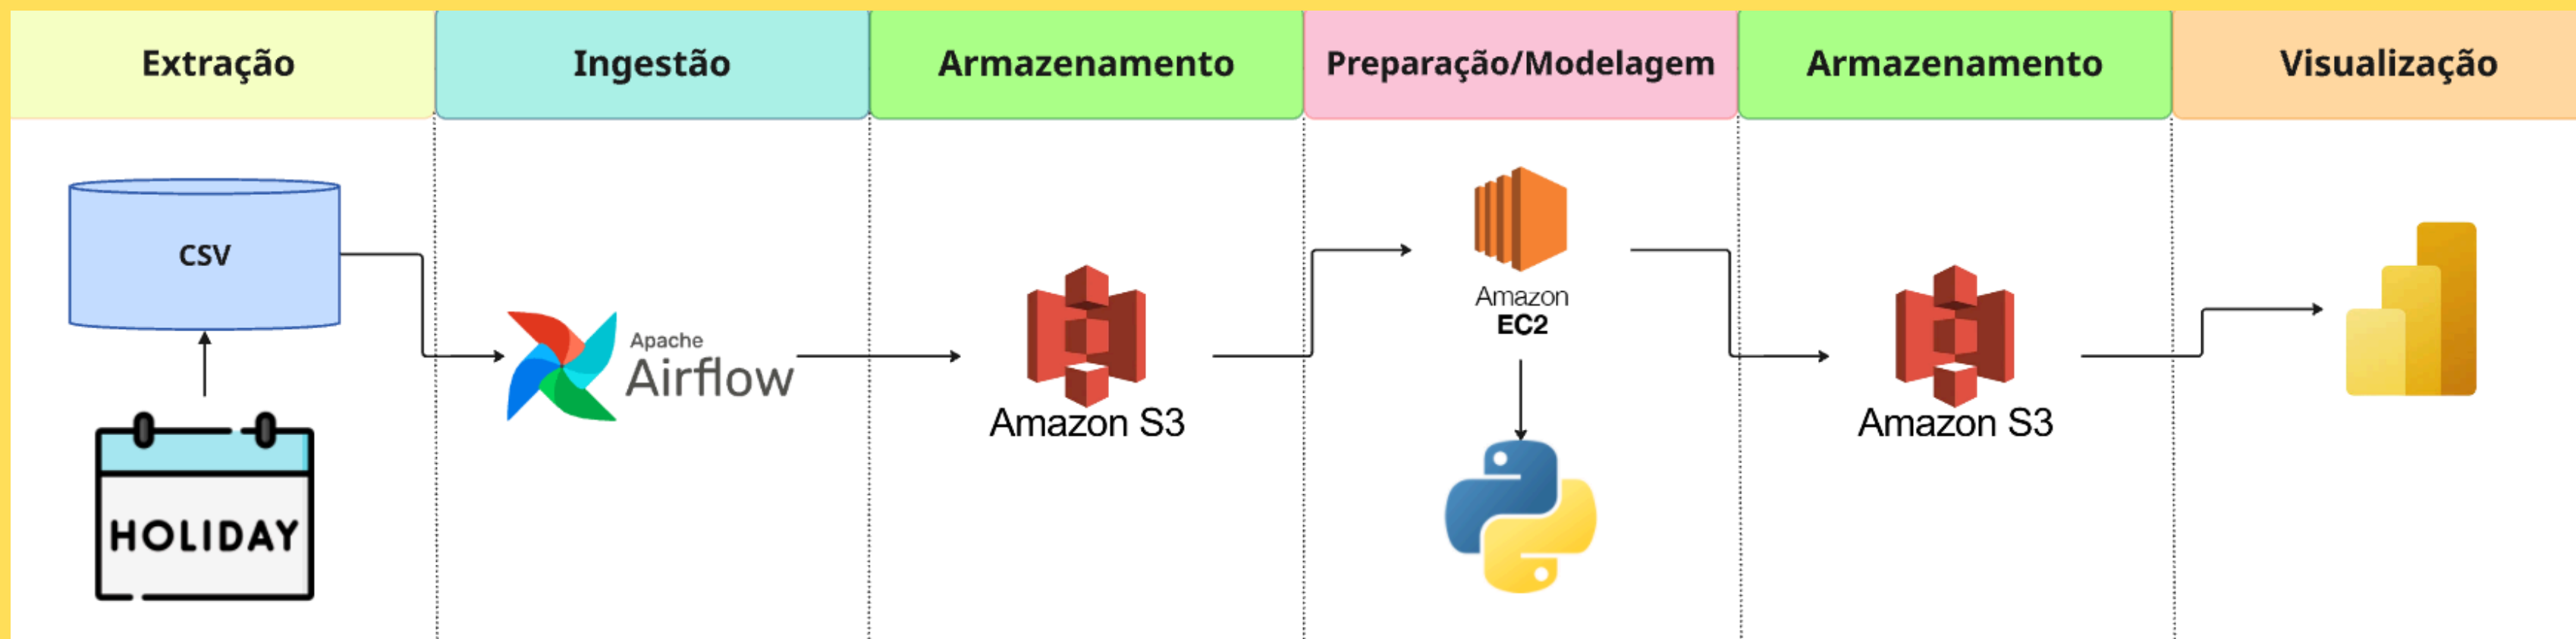 Extração
Ingestão
Armazenamento
Preparação/Modelagem
Armazenamento
Visualização
CSV
HOLIDAY
Apache
Airflow
Amazon S3
Amazon
EC2
Amazon S3